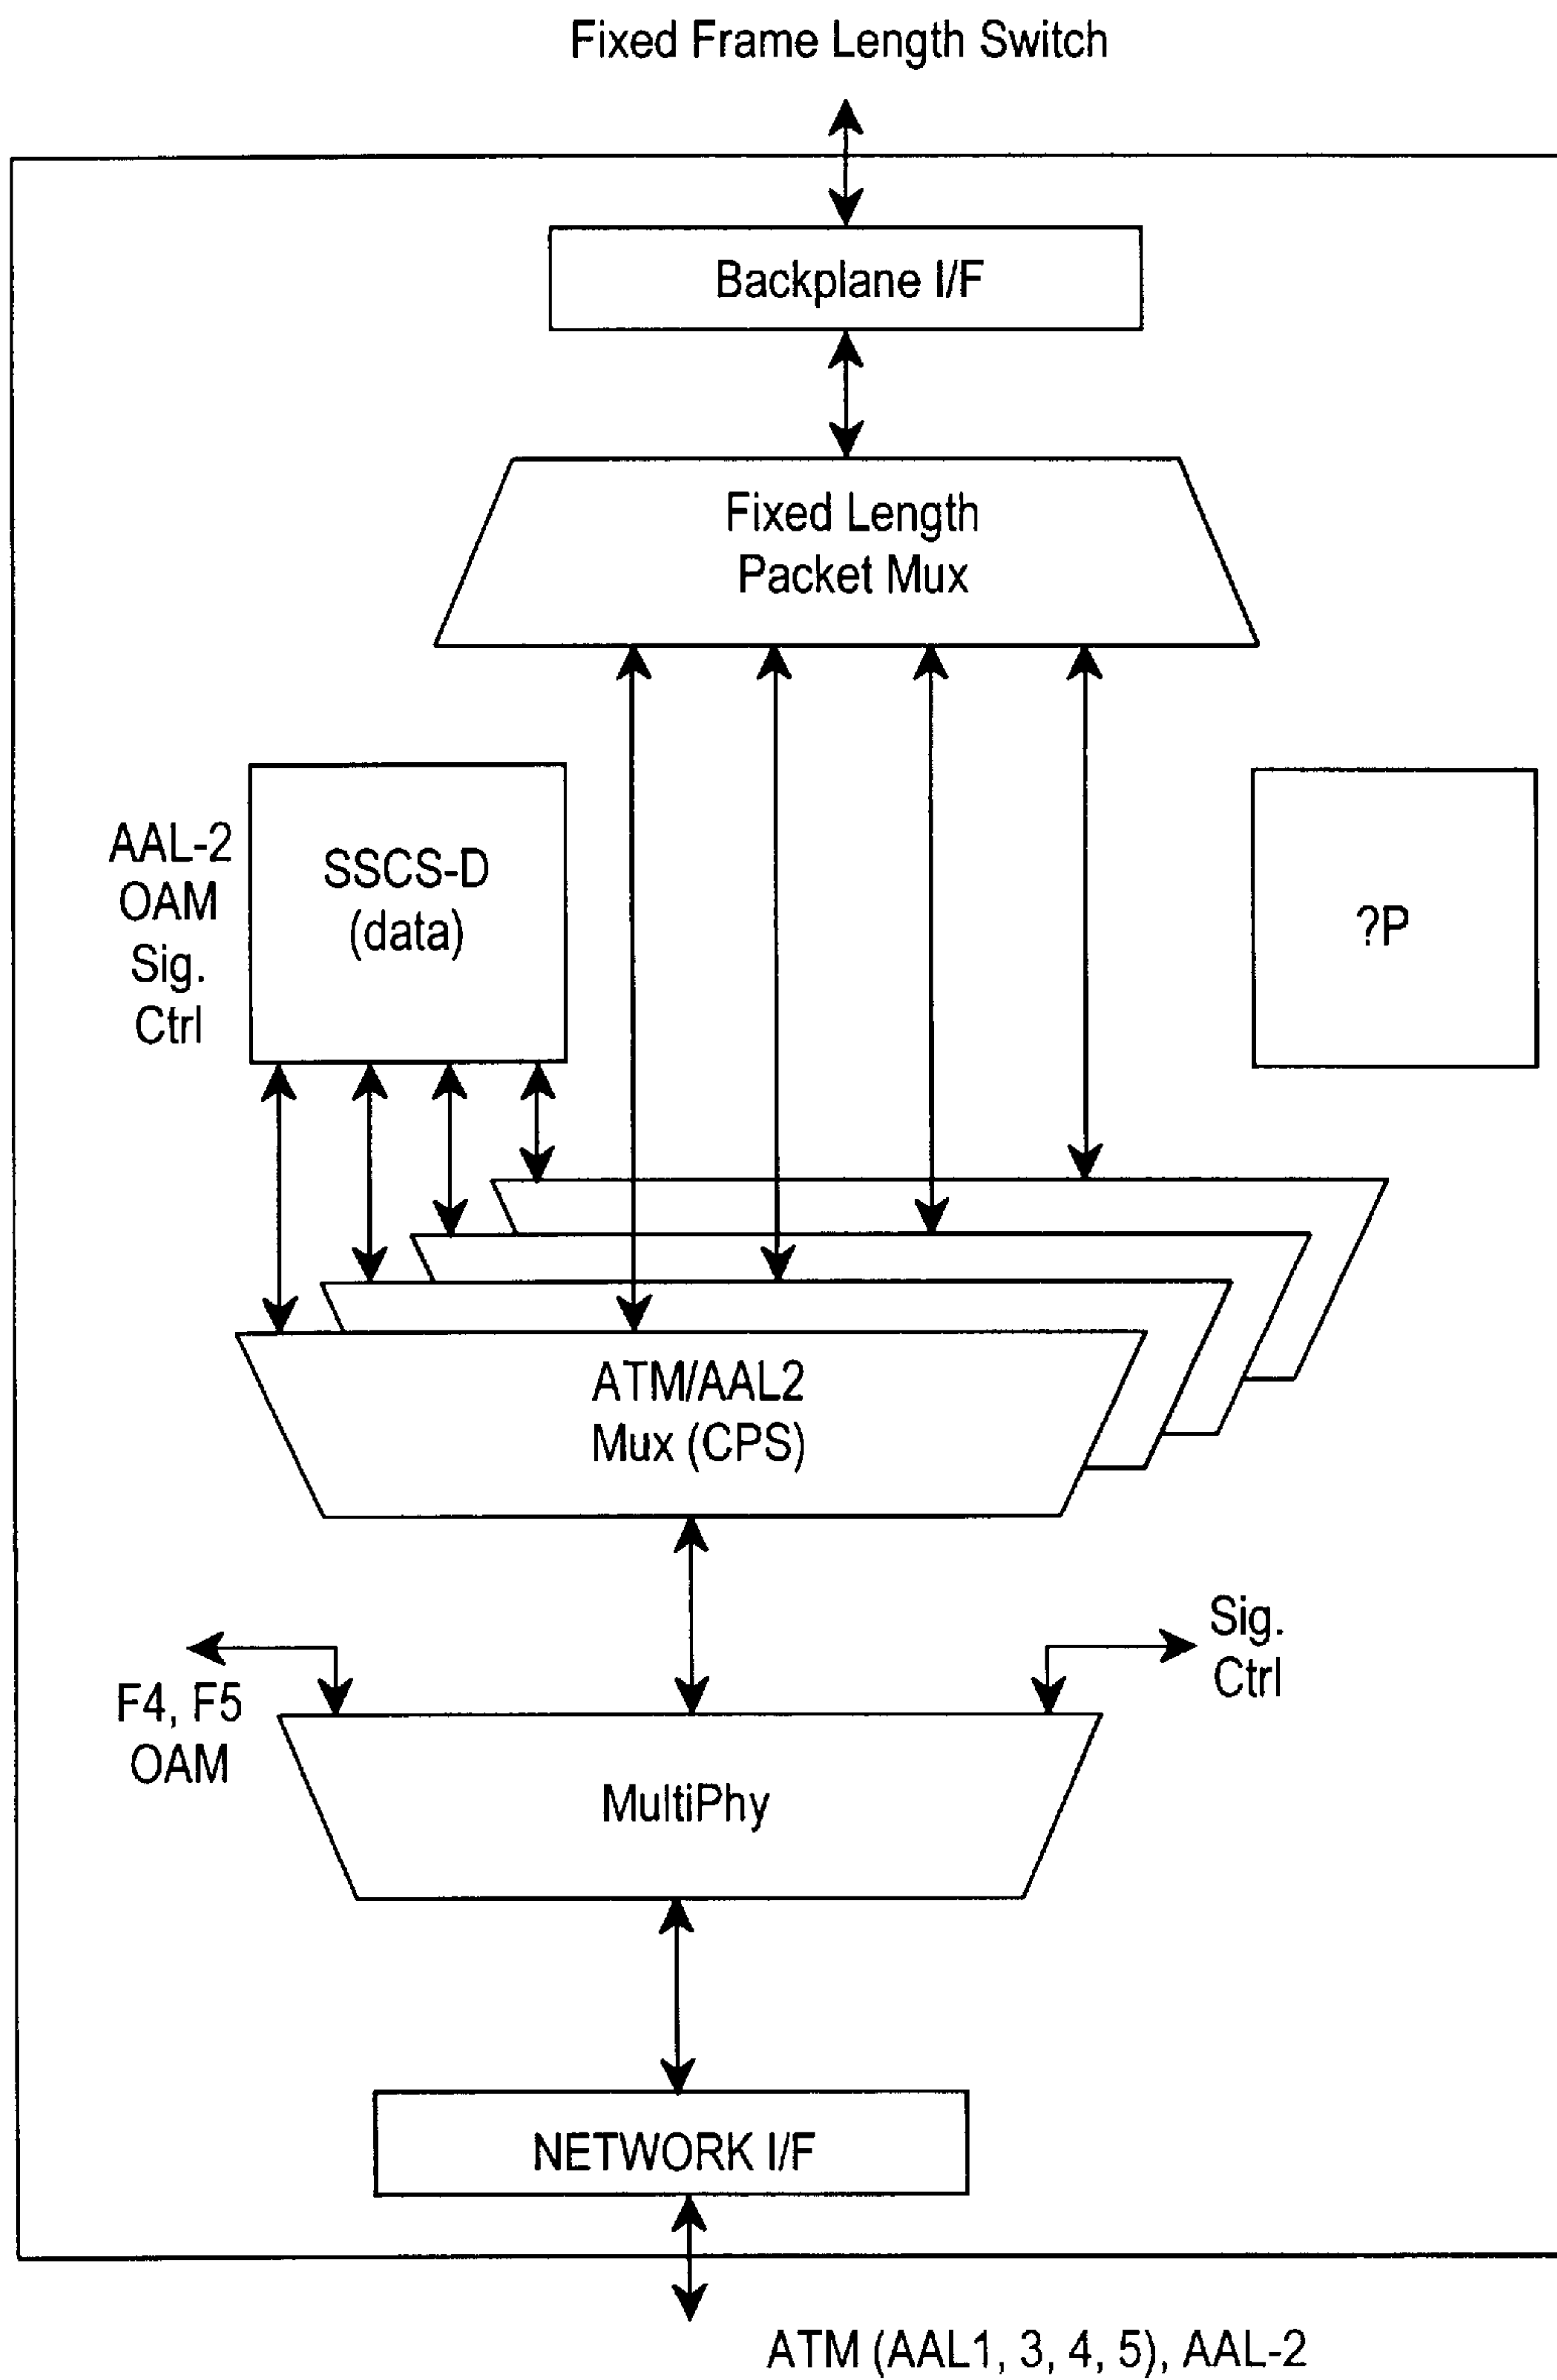 Fixed Frame Length Switch
Backplane I/F
Fixed Length
Packet Mux
AAL-2
OAM
Sig.
Ctrl
SSCS-D
(data)
?P
ATM/AAL2
Mux (CPS)
F4, F5
OAM
Sig.
Ctrl
MultiPhy
NETWORK I/F
ATM (AAL1, 3, 4, 5), AAL-2